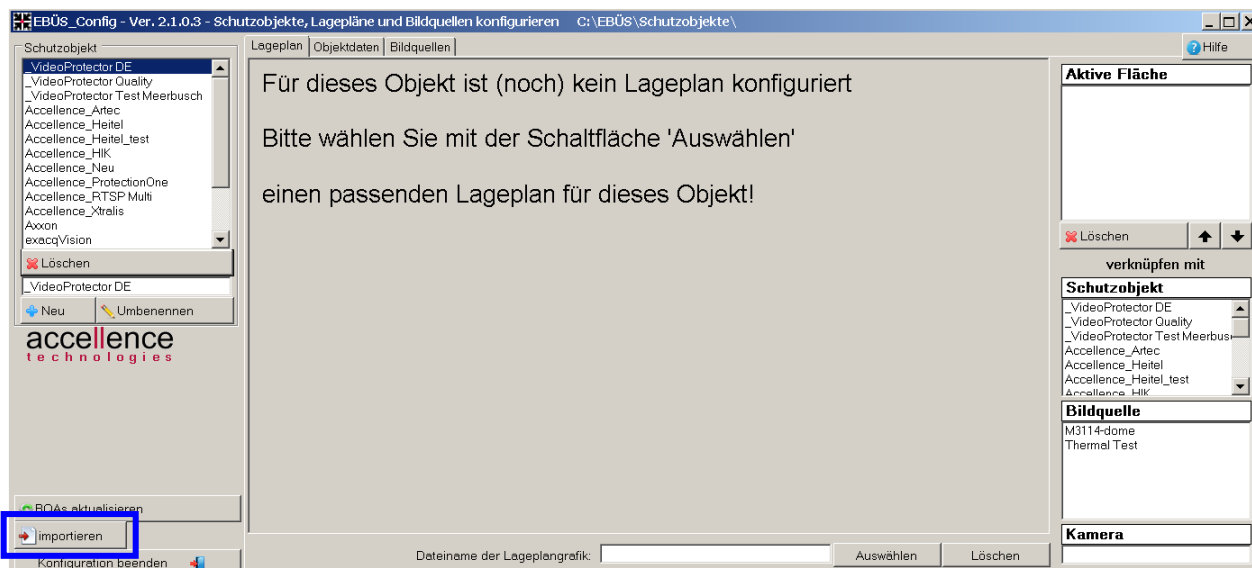 EBÜS_Config - Ver. 2.1.0.3 - Schutzobjekte, Lagepläne und Bildquellen konfigurieren C:\EBÜS\Schutzobjekte\
Schutzobjekt
_VideoProtector DE
_VideoProtector Quality
_VideoProtector Test Meerbusch
Accellence_Artec
Accellence_Heitel
Accellence_Heitel_test
Accellence_HIK
Accellence_Neu
Accellence_ProtectionOne
Accellence_RTSP Multi
Accellence_Xtralis
Axxon
exacqVision
Löschen
_VideoProtector DE
Neu Umbenennen
accellence
technologies
BQAs aktualisieren
importieren
Konfiguration beenden
Lageplan Objektdaten Bildquellen
Für dieses Objekt ist (noch) kein Lageplan konfiguriert
Bitte wählen Sie mit der Schaltfläche 'Auswählen'
einen passenden Lageplan für dieses Objekt!
Dateiname der Lageplangrafik: Auswählen Löschen
Hilfe
Aktive Fläche
Löschen
verknüpfen mit
Schutzobjekt
_VideoProtector DE
_VideoProtector Quality
_VideoProtector Test Meerbus
Accellence_Artec
Accellence_Heitel
Accellence_Heitel_test
Accellence_HIK
Bildquelle
M3114-dome
Thermal Test
Kamera